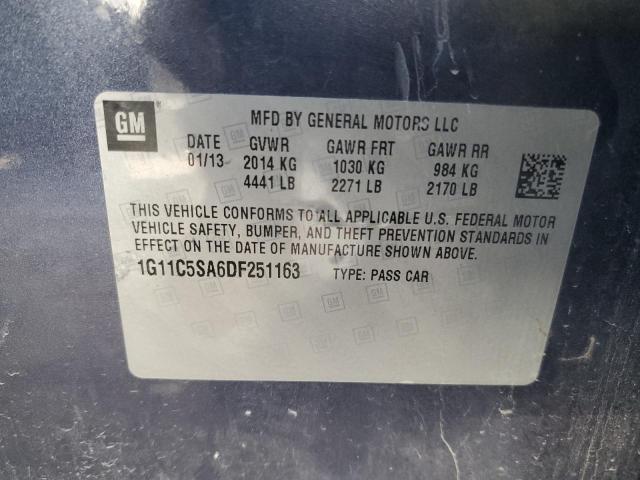 GM MFD BY GENERAL MOTORS LLC
DATE GVWR GAWR FRT GAWR RR
01/13 2014 KG 1030 KG 984 KG
4441 LB 2271 LB 2170 LB
THIS VEHICLE CONFORMS TO ALL APPLICABLE U.S. FEDERAL MOTOR
VEHICLE SAFETY, BUMPER, AND THEFT PREVENTION STANDARDS IN
EFFECT ON THE DATE OF MANUFACTURE SHOWN ABOVE.
1G11C5SA6DF251163 TYPE: PASS CAR